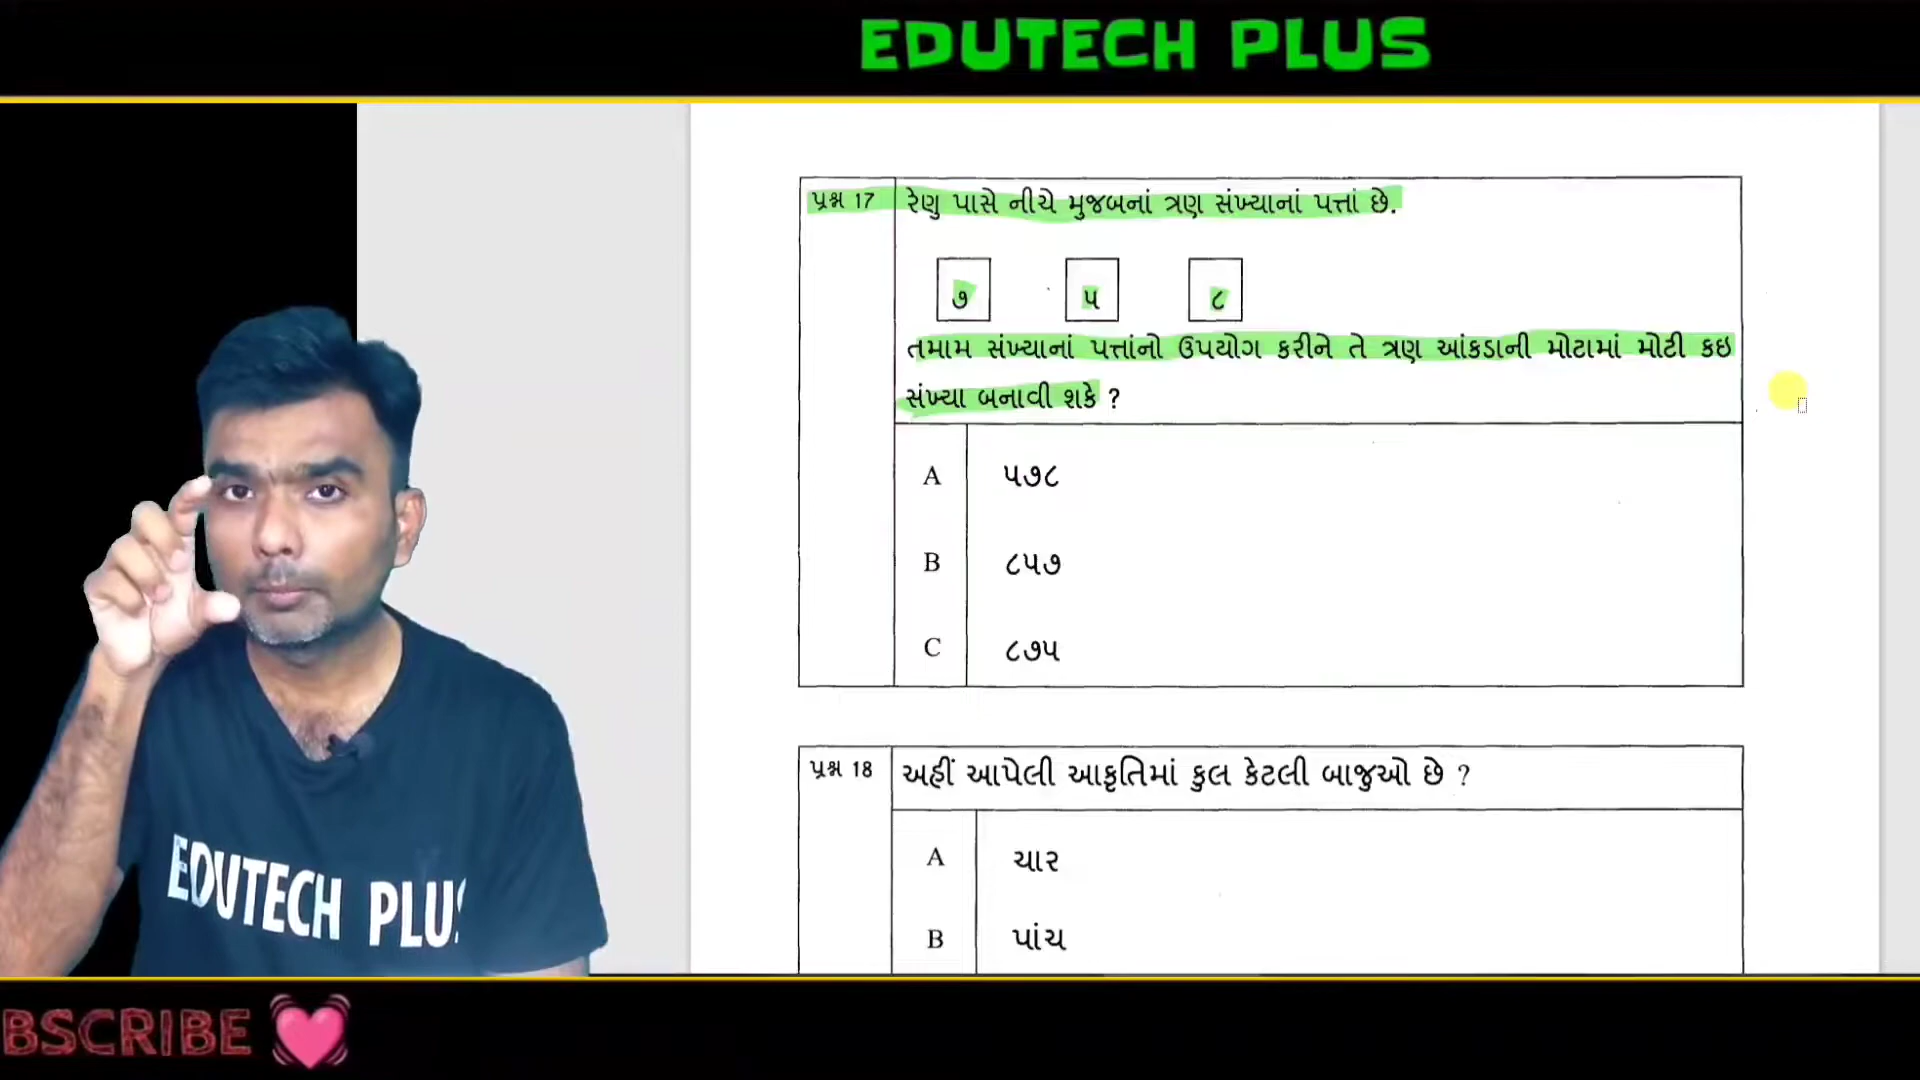 EDUTECH PLUS
પ્રશ્ન 17 રેણુ પાસે નીચે મુજબનાં ત્રણ સંખ્યાનાં પત્તાં છે.
૭ ૫ ૮
તમામ સંખ્યાનાં પત્તાંનો ઉપયોગ કરીને તે ત્રણ આંકડાની મોટામાં મોટી કઇ
સંખ્યા બનાવી શકે ?
A ૫૭૮
B ૮૫૭
C ૮૭૫
પ્રશ્ન 18 અહીં આપેલી આકૃતિમાં કુલ કેટલી બાજુઓ છે ?
A ચાર
B પાંચ
EDUTECH PLUS
BSCRIBE